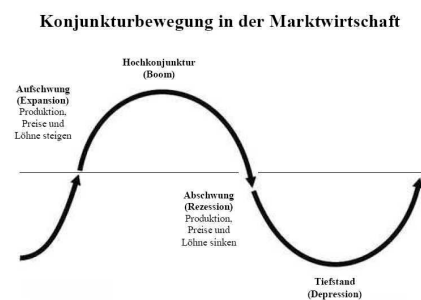 Konjunkturbewegung in der Marktwirtschaft
Hochkonjunktur
(Boom)
Aufschwung
(Expansion)
Produktion,
Preise und
Löhne steigen
Abschwung
(Rezession)
Produktion,
Preise und
Löhne sinken
Tiefstand
(Depression)